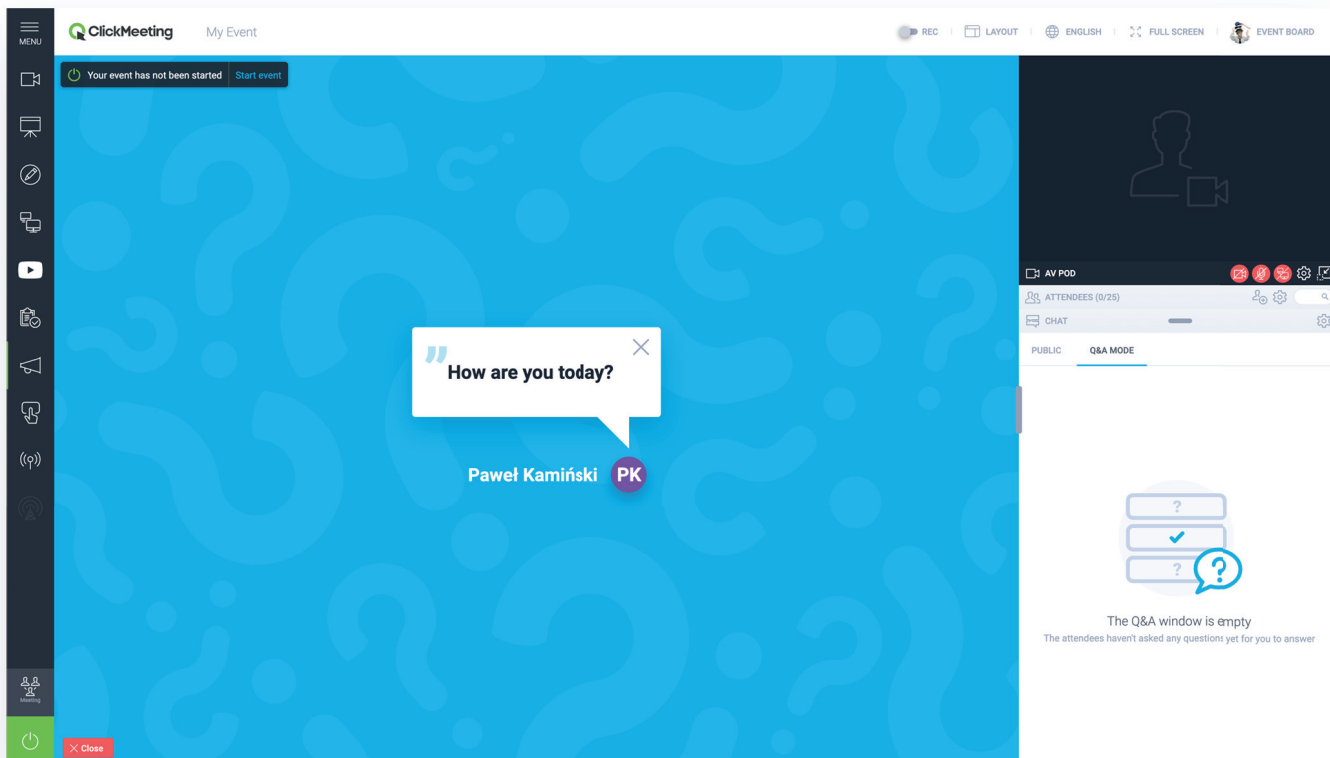 MENU
ClickMeeting
My Event
REC
LAYOUT
ENGLISH
FULL SCREEN
EVENT BOARD
Your event has not been started
Start event
"
How are you today?
Paweł Kamiński
PK
AV POD
ATTENDEES (0/25)
CHAT
PUBLIC
Q&A MODE
?
?
?
The Q&A window is empty
The attendees haven't asked any questions yet for you to answer
Meeting
Close